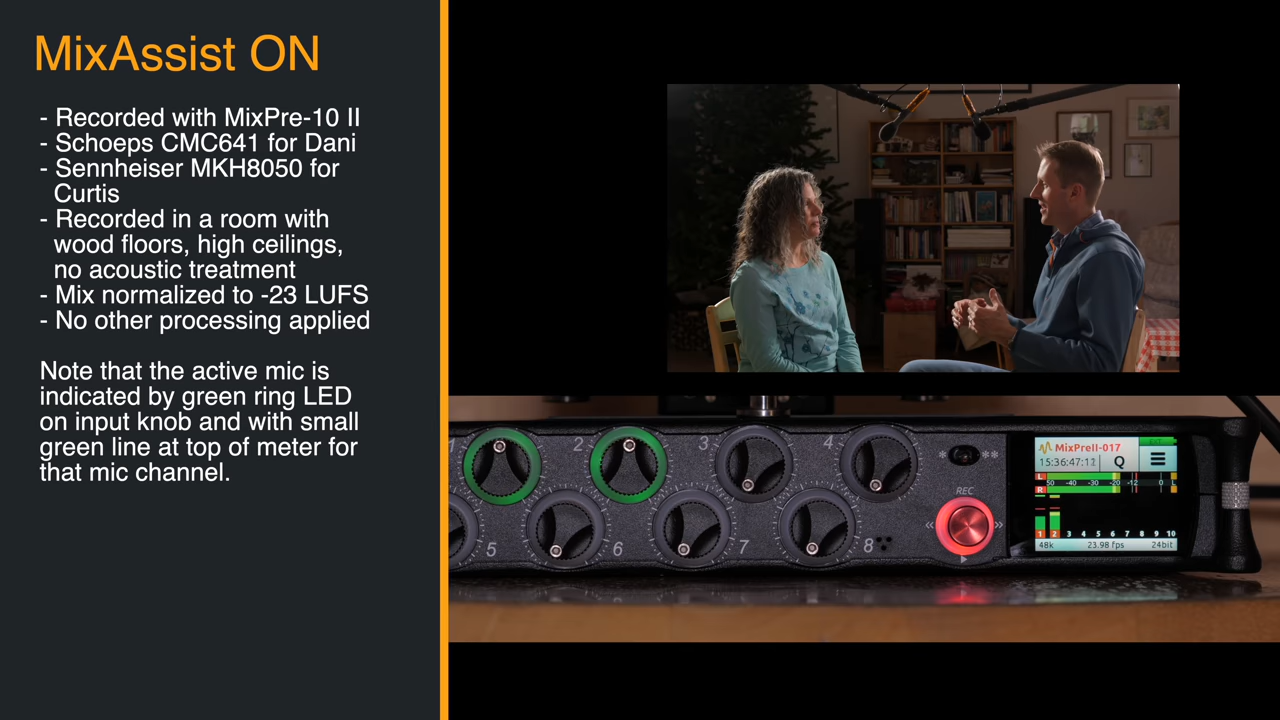 MixAssist ON
- Recorded with MixPre-10 II
- Schoeps CMC641 for Dani
- Sennheiser MKH8050 for
Curtis
- Recorded in a room with
wood floors, high ceilings,
no acoustic treatment
- Mix normalized to -23 LUFS
- No other processing applied
Note that the active mic is
indicated by green ring LED
on input knob and with small
green line at top of meter for
that mic channel.
1 2 3 4 * **
MixPreII-017 EXT
15:36:47:12 Q
L 50 -40 -30 -20 -12 0 L
R
REC
5 6 7 8
1 2 3 4 5 6 7 8 9 10
48k 23.98 fps 24bit